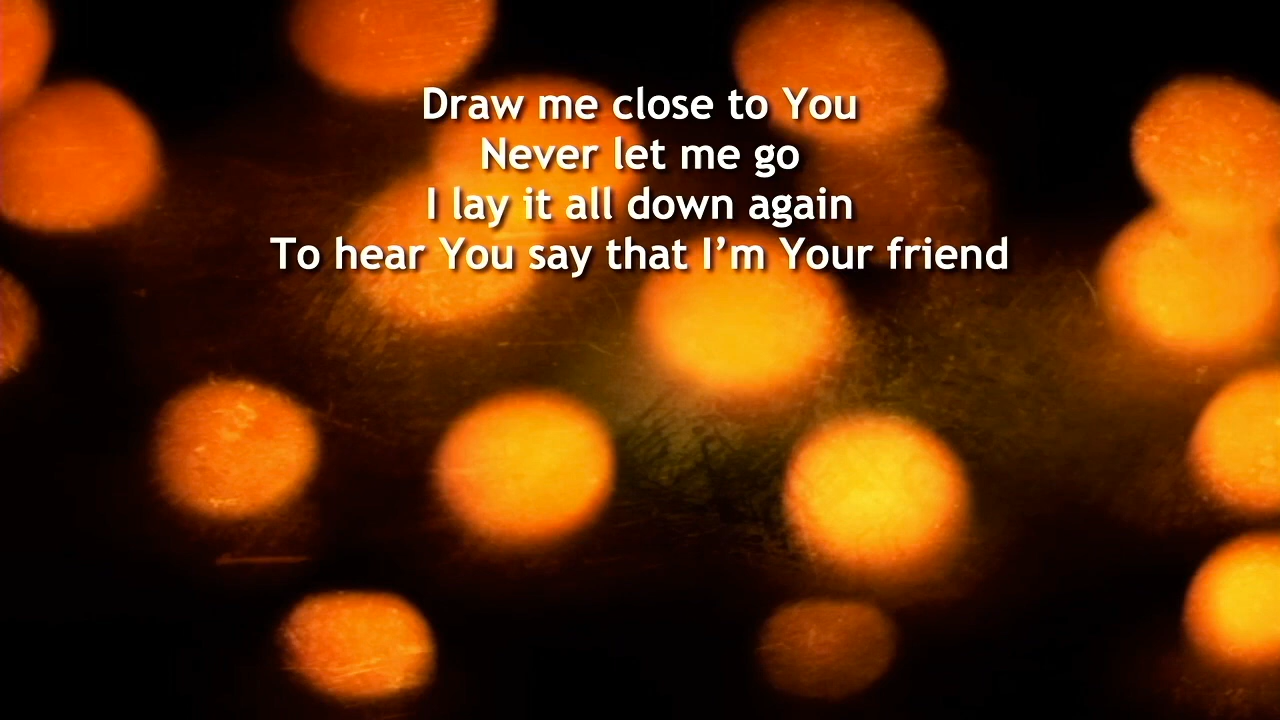 Draw me close to You
Never let me go
I lay it all down again
To hear You say that I’m Your friend